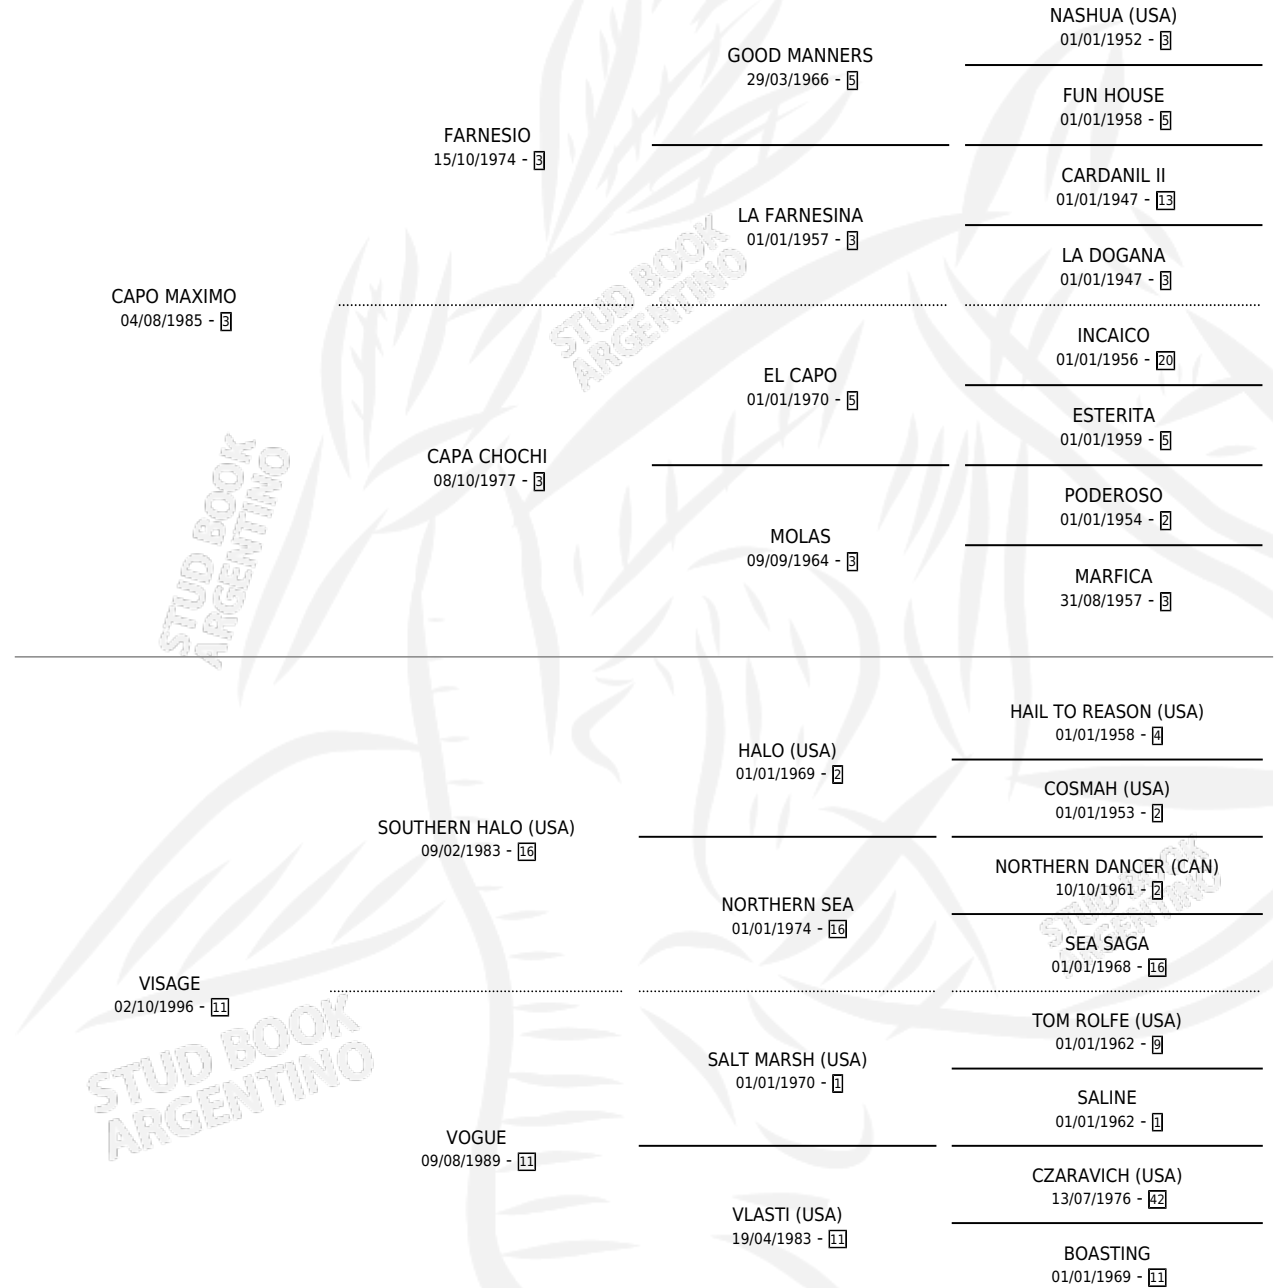 NASHUA (USA)
01/01/1952 - 3
GOOD MANNERS
29/03/1966 - 5
FUN HOUSE
01/01/1958 - 5
FARNESIO
15/10/1974 - 3
CARDANIL II
01/01/1947 - 13
LA FARNESINA
01/01/1957 - 3
LA DOGANA
01/01/1947 - 3
CAPO MAXIMO
04/08/1985 - 3
INCAICO
01/01/1956 - 20
EL CAPO
01/01/1970 - 5
ESTERITA
01/01/1959 - 5
CAPA CHOCHI
08/10/1977 - 3
PODEROSO
01/01/1954 - 2
MOLAS
09/09/1964 - 3
MARFICA
31/08/1957 - 3
STUD BOOK
ARGENTINO
STUD BOOK
ARGENTINO
HAIL TO REASON (USA)
01/01/1958 - 4
HALO (USA)
01/01/1969 - 2
COSMAH (USA)
01/01/1953 - 2
SOUTHERN HALO (USA)
09/02/1983 - 16
NORTHERN DANCER (CAN)
10/10/1961 - 2
NORTHERN SEA
01/01/1974 - 16
SEA SAGA
01/01/1968 - 16
VISAGE
02/10/1996 - 11
TOM ROLFE (USA)
01/01/1962 - 9
SALT MARSH (USA)
01/01/1970 - 1
SALINE
01/01/1962 - 1
VOGUE
09/08/1989 - 11
CZARAVICH (USA)
13/07/1976 - 42
VLASTI (USA)
19/04/1983 - 11
BOASTING
01/01/1969 - 11
STUD BOOK
ARGENTINO
STUD BOOK
ARGENTINO